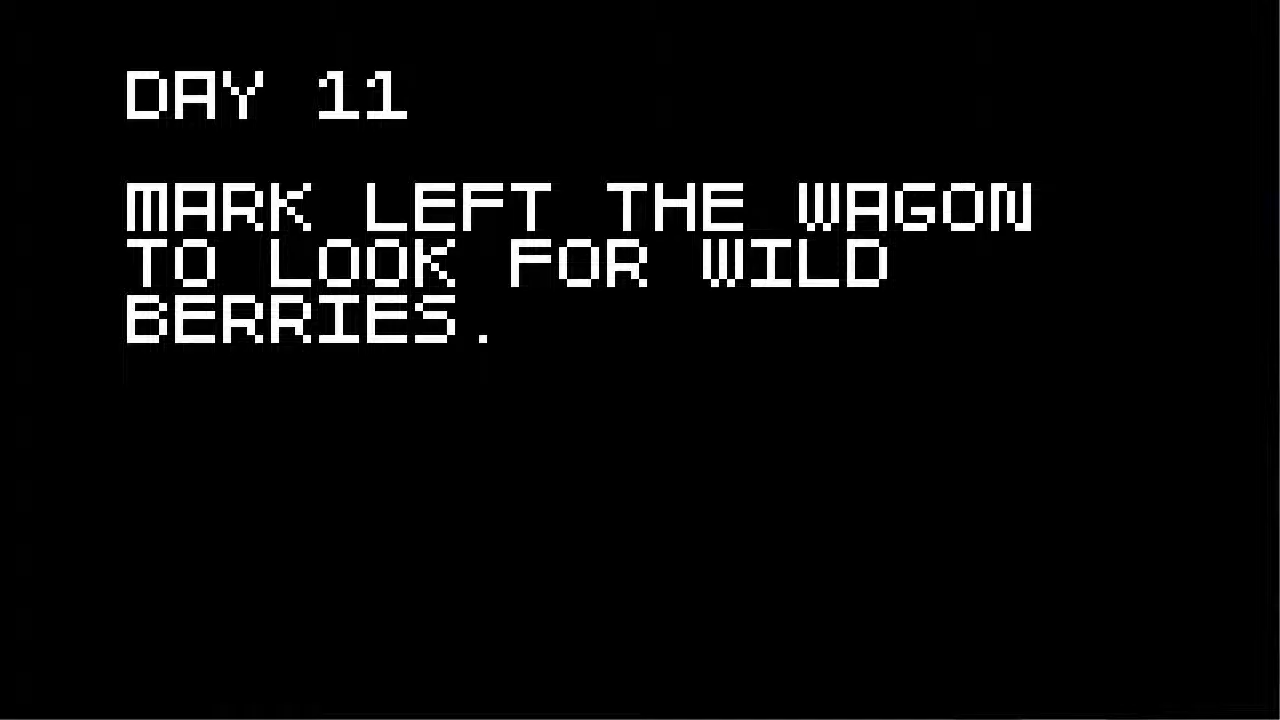 DAY 11
MARK LEFT THE WAGON
TO LOOK FOR WILD
BERRIES.